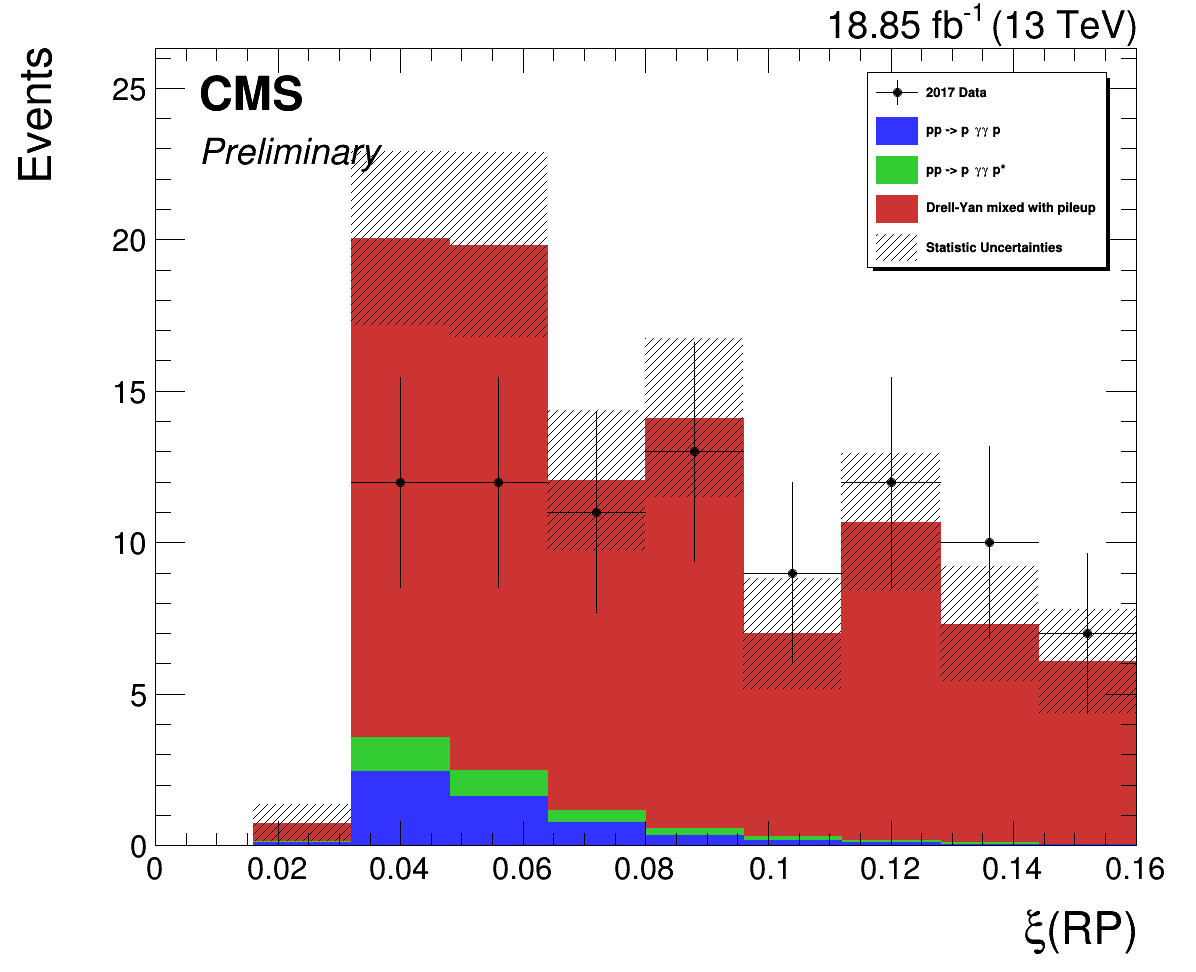 18.85 fb⁻¹ (13 TeV)
Events
CMS
Preliminary
2017 Data
pp -> p γγ p
pp -> p γγ p*
Drell-Yan mixed with pileup
Statistic Uncertainties
25
20
15
10
5
0
0 0.02 0.04 0.06 0.08 0.1 0.12 0.14 0.16
ξ(RP)